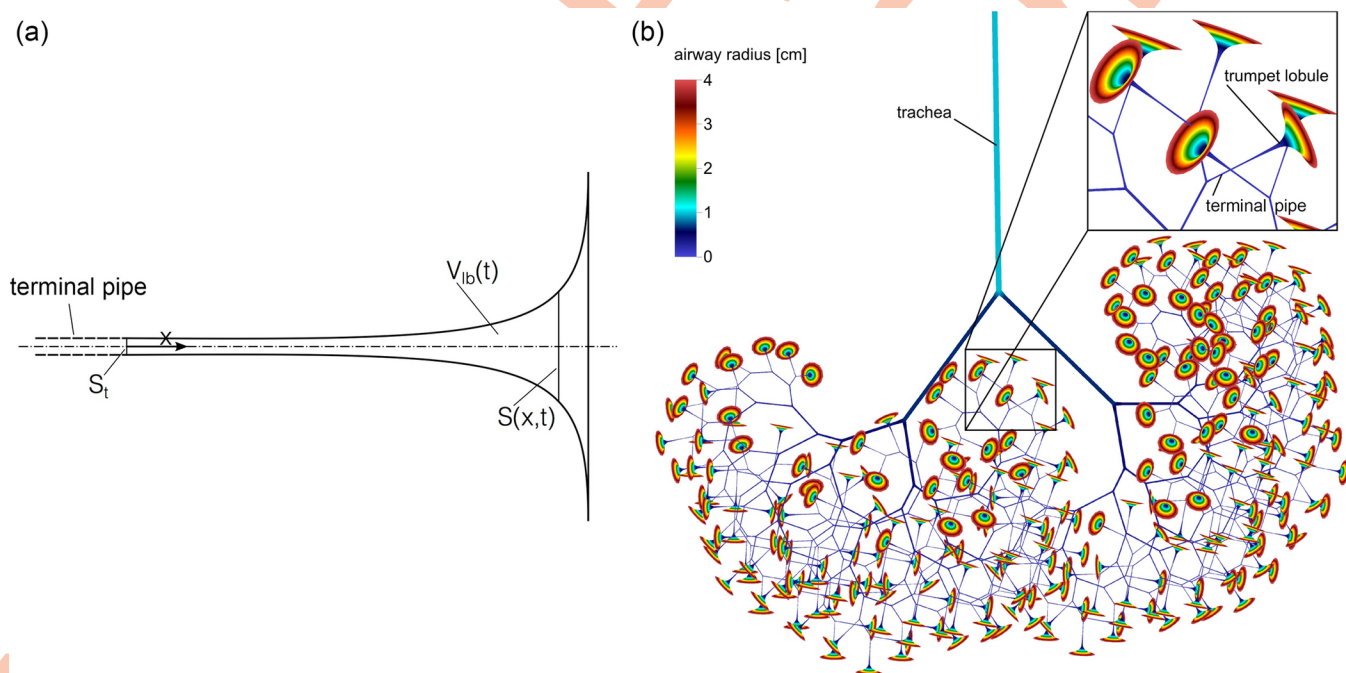 (a)
terminal pipe
x
S_t
V_lb(t)
S(x,t)
(b)
airway radius [cm]
4
3
2
1
0
trachea
trumpet lobule
terminal pipe